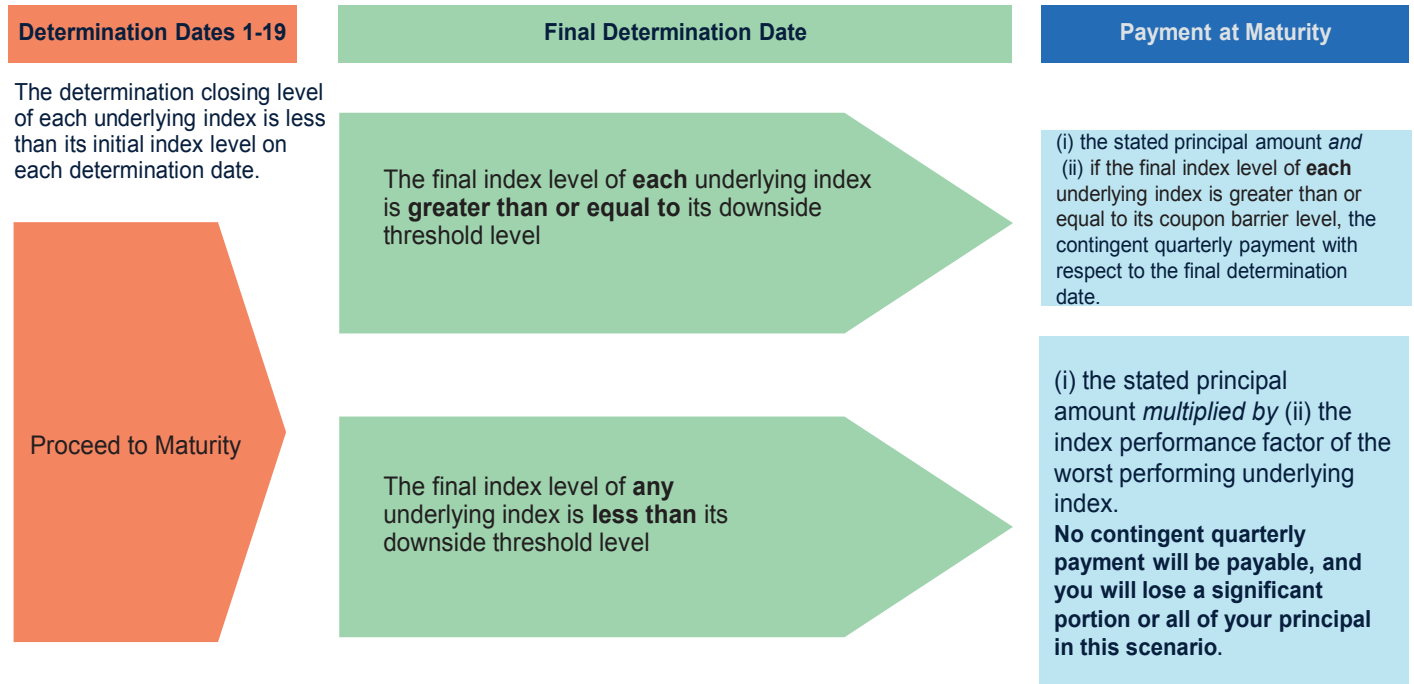 Determination Dates 1-19
Final Determination Date
Payment at Maturity
The determination closing level
of each underlying index is less
than its initial index level on
each determination date.
Proceed to Maturity
The final index level of each underlying index
is greater than or equal to its downside
threshold level
(i) the stated principal amount and
(ii) if the final index level of each
underlying index is greater than or
equal to its coupon barrier level, the
contingent quarterly payment with
respect to the final determination
date.
The final index level of any
underlying index is less than its
downside threshold level
(i) the stated principal
amount multiplied by (ii) the
index performance factor of the
worst performing underlying
index.
No contingent quarterly
payment will be payable, and
you will lose a significant
portion or all of your principal
in this scenario.